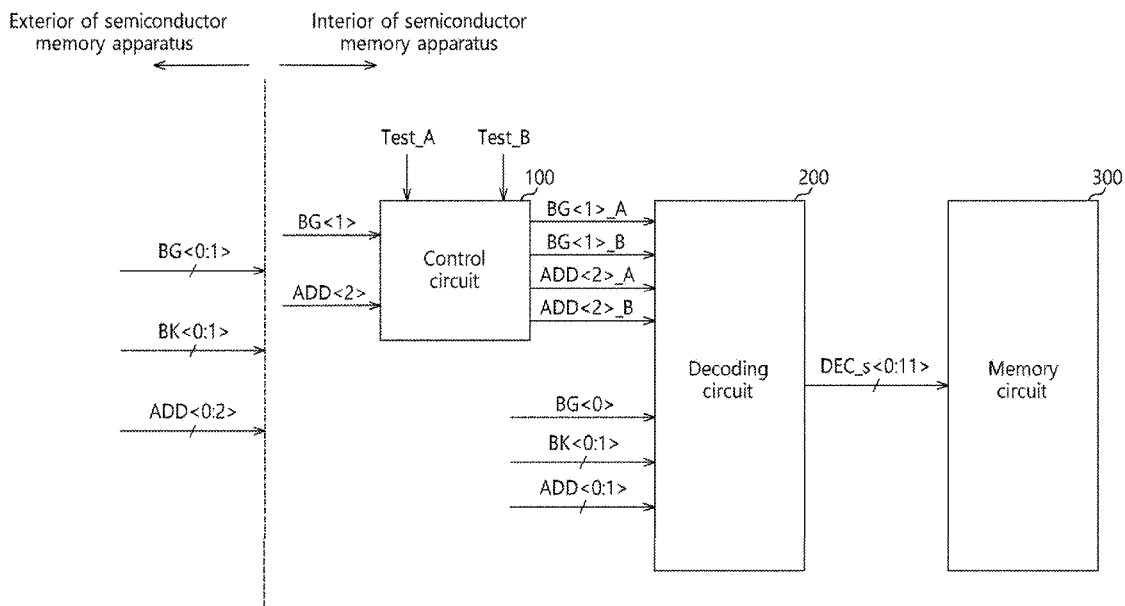 Exterior of semiconductor
memory apparatus
Interior of semiconductor
memory apparatus
Test_A
Test_B
100
200
300
BG<1>
ADD<2>
Control
circuit
BG<1>_A
BG<1>_B
ADD<2>_A
ADD<2>_B
BG<0:1>
BK<0:1>
ADD<0:2>
BG<0>
BK<0:1>
ADD<0:1>
Decoding
circuit
DEC_s<0:11>
Memory
circuit